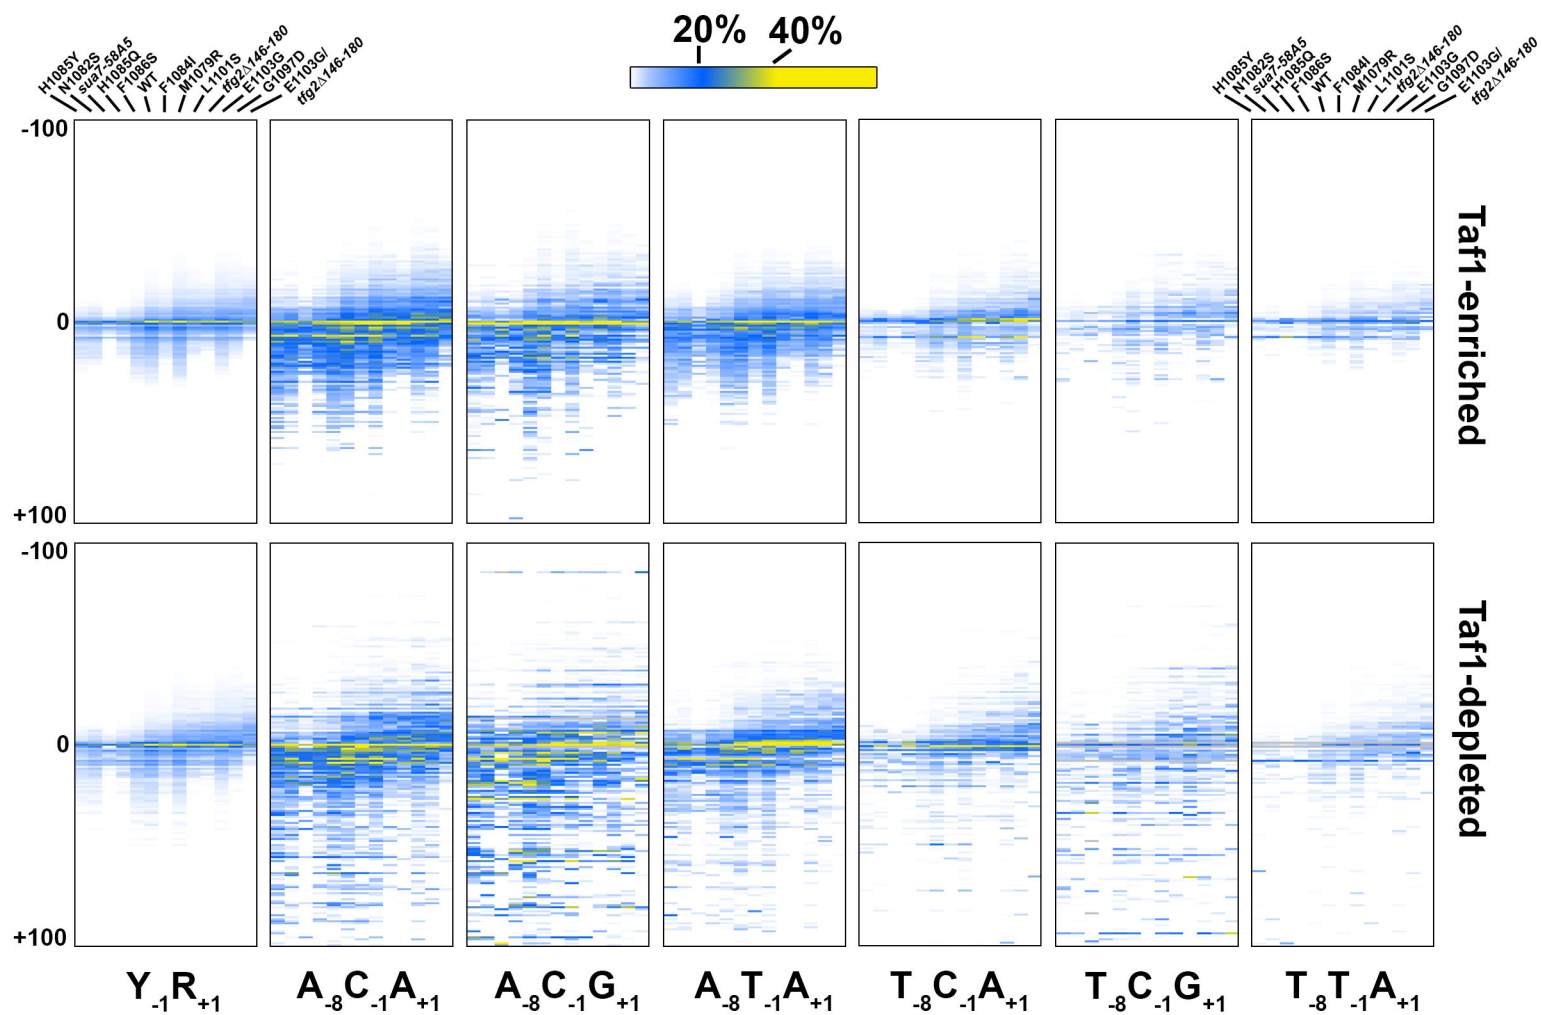 20% 40%
H1085Y N1082S sua7-58A5 H1085Q F1086S WT F1084I M1079R L1101S tfg2Δ146-180 E1103G G1097D E1103G/ tfg2Δ146-180
H1085Y N1082S sua7-58A5 H1085Q F1086S WT F1084I M1079R L1101S tfg2Δ146-180 E1103G G1097D E1103G/ tfg2Δ146-180
-100
0
+100
Taf1-enriched
-100
0
+100
Taf1-depleted
Y-1R+1 A-8C-1A+1 A-8C-1G+1 A-8T-1A+1 T-8C-1A+1 T-8C-1G+1 T-8T-1A+1